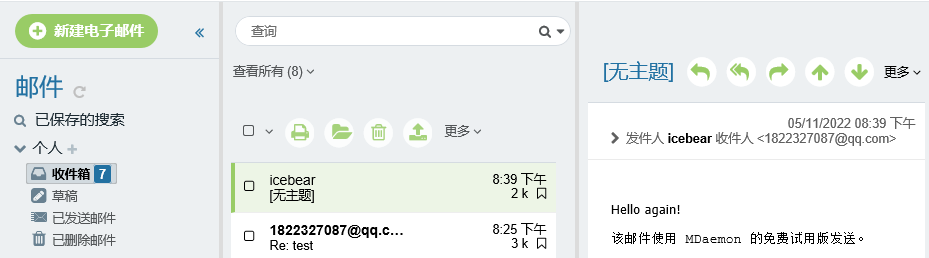 新建电子邮件
«
邮件
已保存的搜索
个人
收件箱 7
草稿
已发送邮件
已删除邮件
查询
查看所有 (8)
更多
icebear 8:39 下午
[无主题] 2 k
1822327087@qq.c... 8:25 下午
Re: test 3 k
[无主题] 更多
05/11/2022 08:39 下午
发件人 icebear 收件人 <1822327087@qq.com>
Hello again!
该邮件使用 MDaemon 的免费试用版发送。